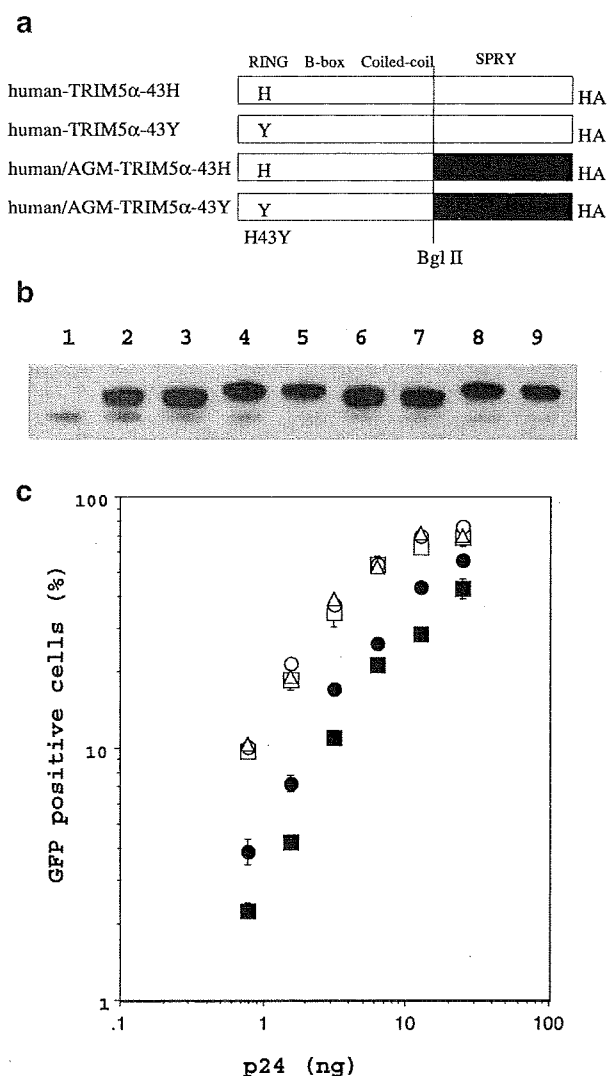 a
RING B-box Coiled-coil SPRY
human-TRIM5α-43H H HA
human-TRIM5α-43Y Y HA
human/AGM-TRIM5α-43H H HA
human/AGM-TRIM5α-43Y Y HA
H43Y
Bgl II
b
1 2 3 4 5 6 7 8 9
c
100
10
1
GFP positive cells (%)
.1 1 10 100
p24 (ng)